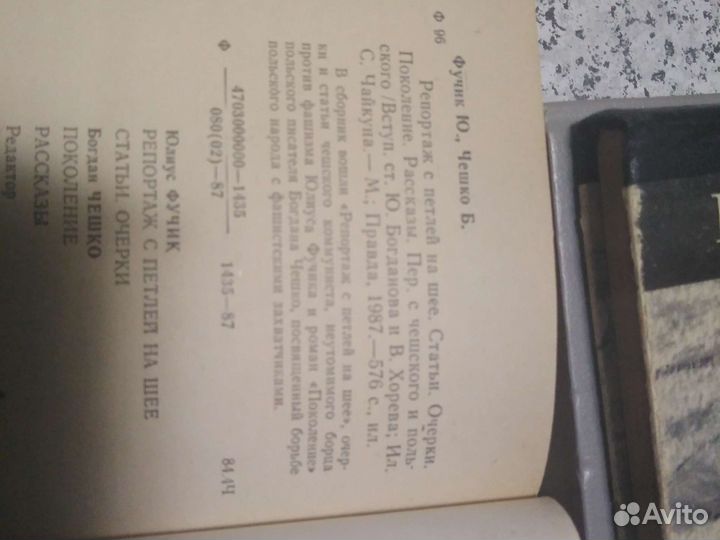 Фучик Ю., Чешко Б.
Ф 96
Репортаж с петлей на шее. Статьи. Очерки.
Поколение. Рассказы. Пер. с чешского и поль-
ского /Вступ. ст. Ю. Богданова и В. Хорева; Ил.
С. Чайкуна.— М.: Правда, 1987.—576 с., ил.
В сборник вошли «Репортаж с петлей на шее», очер-
ки и статьи чешского коммуниста, неутомимого борца
против фашизма Юлиуса Фучика и роман «Поколение»
польского писателя Богдана Чешко, посвященный борьбе
польского народа с фашистскими захватчиками.
Ф 4703000000—1435
080(02)—87
1435—87
84.4Ч
Юлиус ФУЧИК
РЕПОРТАЖ С ПЕТЛЕЙ НА ШЕЕ
СТАТЬИ. ОЧЕРКИ
Богдан ЧЕШКО
ПОКОЛЕНИЕ
РАССКАЗЫ
Редактор
Avito